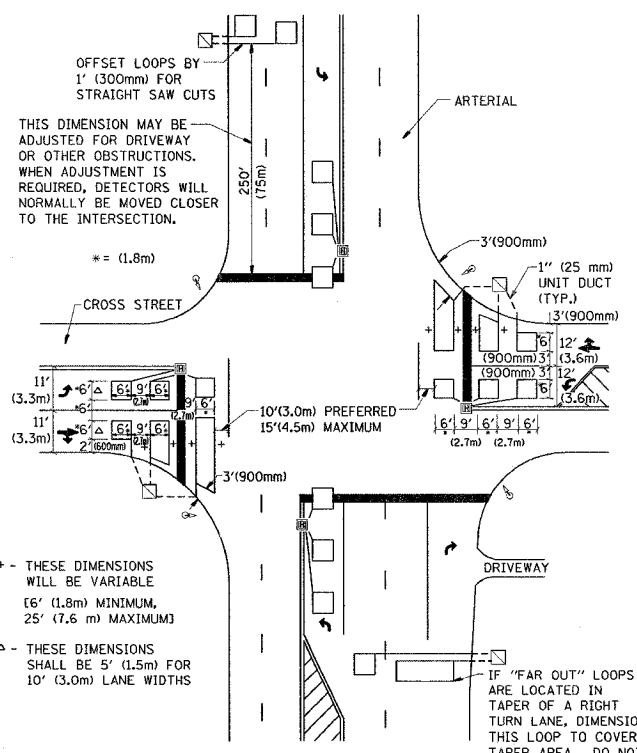 OFFSET LOOPS BY
1' (300mm) FOR
STRAIGHT SAW CUTS
ARTERIAL
THIS DIMENSION MAY BE
ADJUSTED FOR DRIVEWAY
OR OTHER OBSTRUCTIONS.
WHEN ADJUSTMENT IS
REQUIRED, DETECTORS WILL
NORMALLY BE MOVED CLOSER
TO THE INTERSECTION.
250'
(75m)
* = (1.8m)
H
3'(900mm)
1" (25 mm)
UNIT DUCT
(TYP.)
CROSS STREET
3'(900mm)
*6'
12'
(3.6m)
(900mm) 3'
(900mm) 3'
12'
*6'
(3.6m)
H
11'
(3.3m)
*6' △ 6' 9' 6'
(2.7m)
*6'
9' 6'
(2.7m) *
11'
(3.3m)
*6' △ 6' 9' 6'
(2.7m)
2' (600mm)
10'(3.0m) PREFERRED
15'(4.5m) MAXIMUM
H
6' 9' 6' 9' 6'
* (2.7m) * (2.7m) *
3'(900mm)
H
DRIVEWAY
+ - THESE DIMENSIONS
WILL BE VARIABLE
[6' (1.8m) MINIMUM,
25' (7.6 m) MAXIMUM]
△ - THESE DIMENSIONS
SHALL BE 5' (1.5m) FOR
10' (3.0m) LANE WIDTHS
IF "FAR OUT" LOOPS
ARE LOCATED IN
TAPER OF A RIGHT
TURN LANE, DIMENSIO
THIS LOOP TO COVER
TAPER AREA. DO NOT